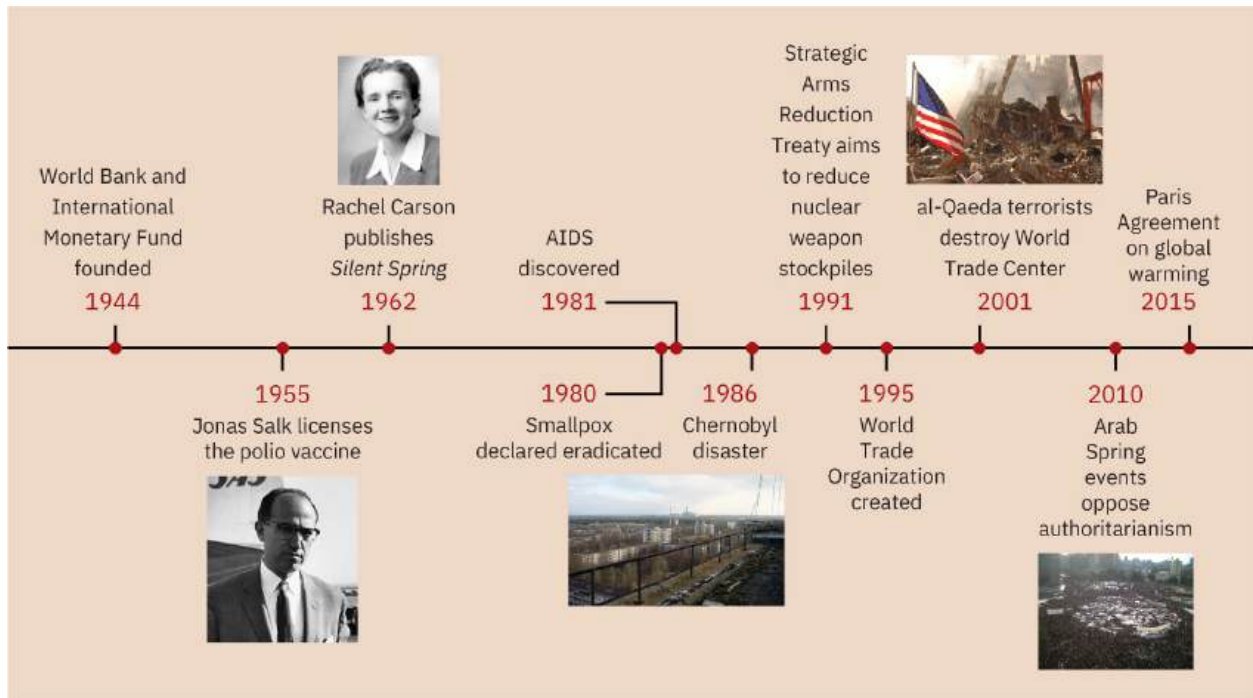 World Bank and
International
Monetary Fund
founded
1944
1955
Jonas Salk licenses
the polio vaccine
SAS
Rachel Carson
publishes
Silent Spring
1962
AIDS
discovered
1981
1980
Smallpox
declared eradicated
1986
Chernobyl
disaster
Strategic
Arms
Reduction
Treaty aims
to reduce
nuclear
weapon
stockpiles
1991
1995
World
Trade
Organization
created
al-Qaeda terrorists
destroy World
Trade Center
2001
2010
Arab
Spring
events
oppose
authoritarianism
Paris
Agreement
on global
warming
2015